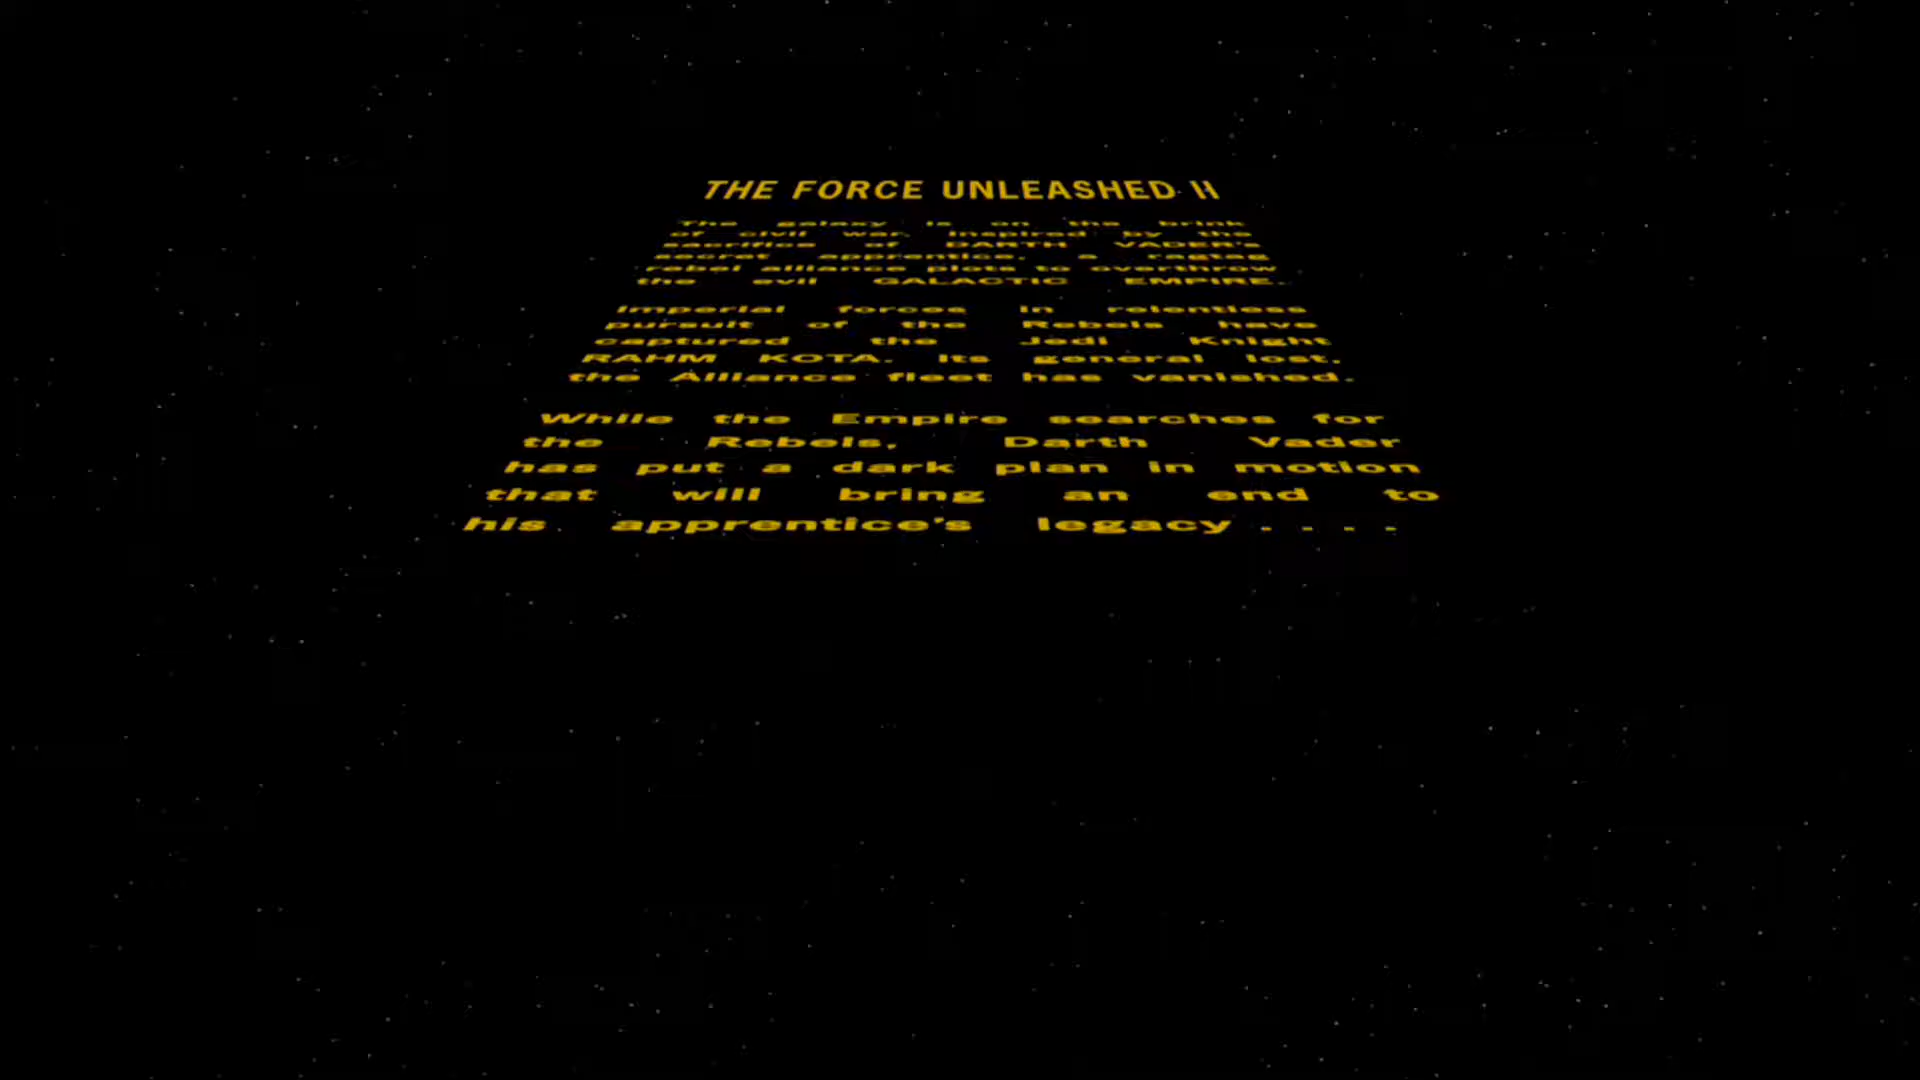 THE FORCE UNLEASHED II
The galaxy is on the brink
of civil war. Inspired by the
sacrifice of DARTH VADER's
secret apprentice, a ragtag
rebel alliance plots to overthrow
the evil GALACTIC EMPIRE.
Imperial forces in relentless
pursuit of the Rebels have
captured the Jedi Knight
RAHM KOTA. Its general lost,
the Alliance fleet has vanished.
While the Empire searches for
the Rebels, Darth Vader
has put a dark plan in motion
that will bring an end to
his apprentice's legacy . . . .